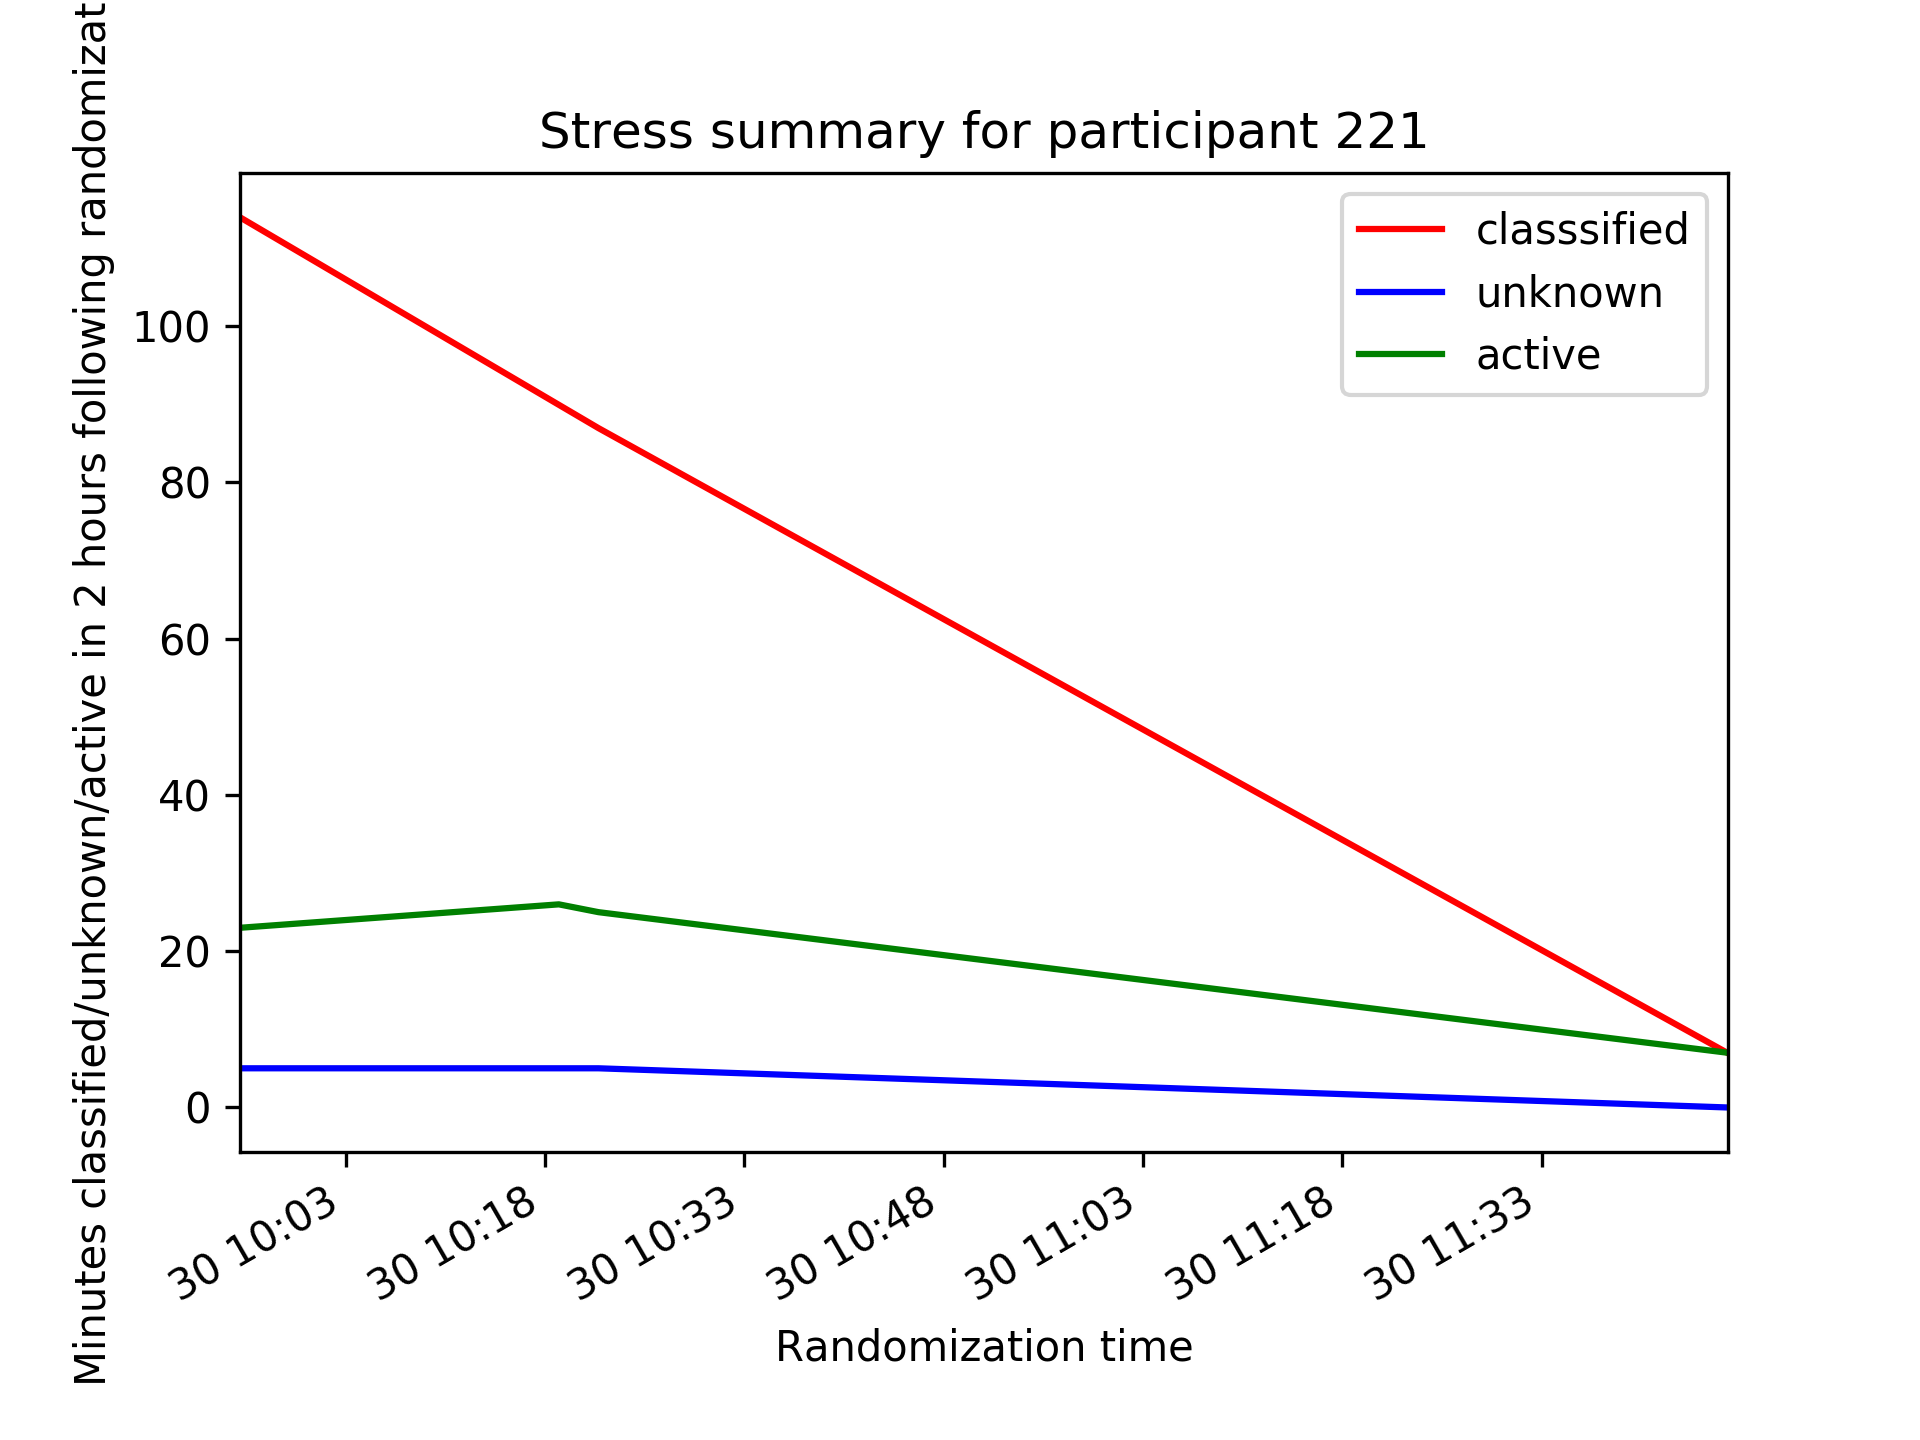 Stress summary for participant 221
classsified
unknown
active
Minutes classified/unknown/active in 2 hours following
100
80
60
40
20
0
30 10:03
30 10:18
30 10:33
30 10:48
30 11:03
30 11:18
30 11:33
Randomization time